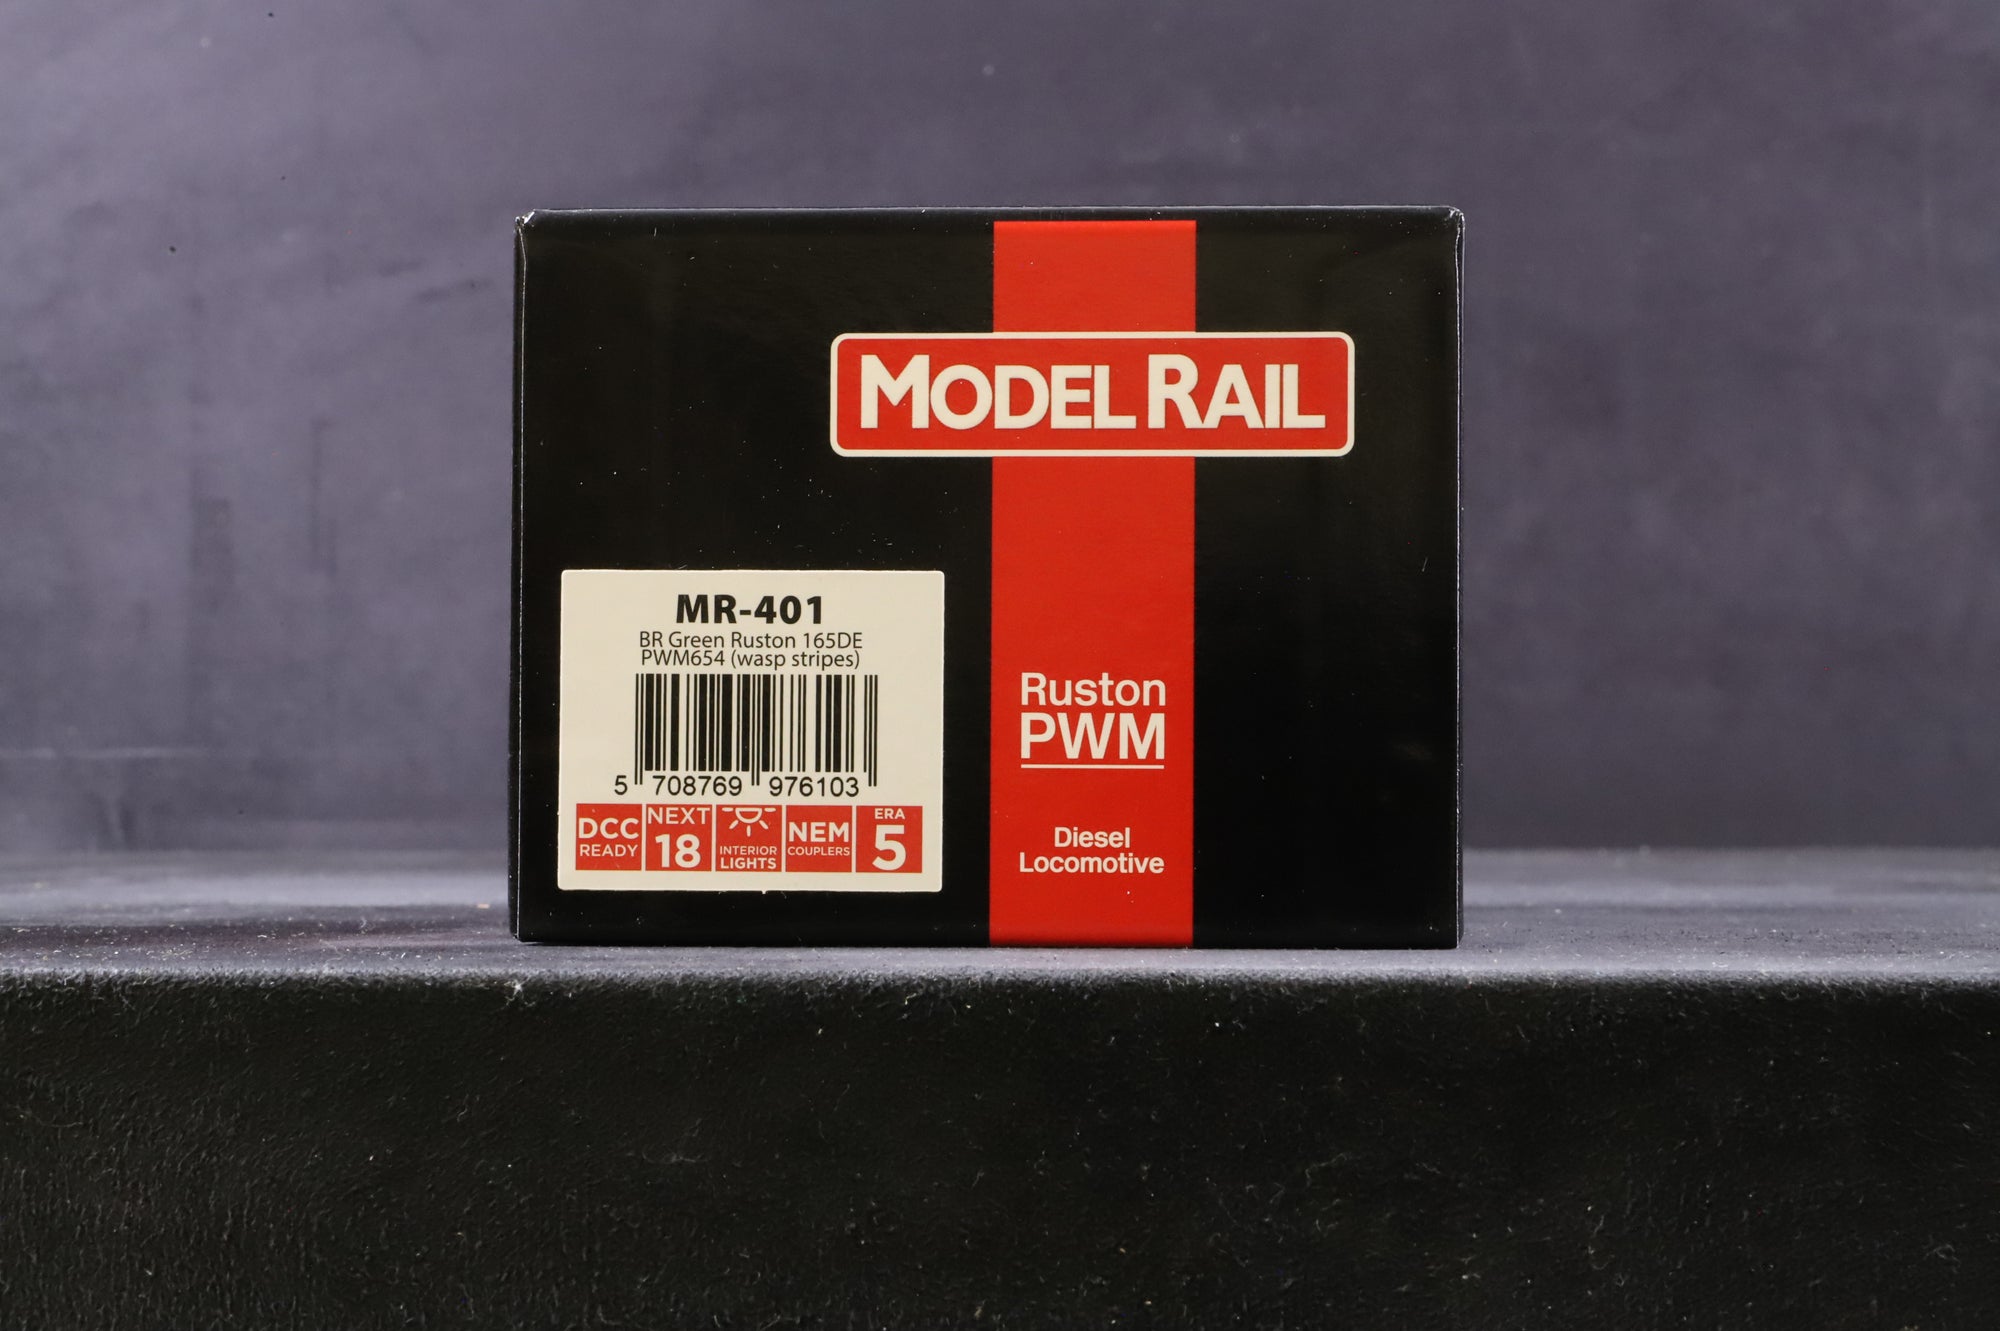 MODEL RAIL
MR-401
BR Green Ruston 165DE
PWM654 (wasp stripes)
5 708769 976103
DCC
READY
NEXT
18
INTERIOR
LIGHTS
NEM
COUPLERS
ERA
5
Ruston
PWM
Diesel
Locomotive